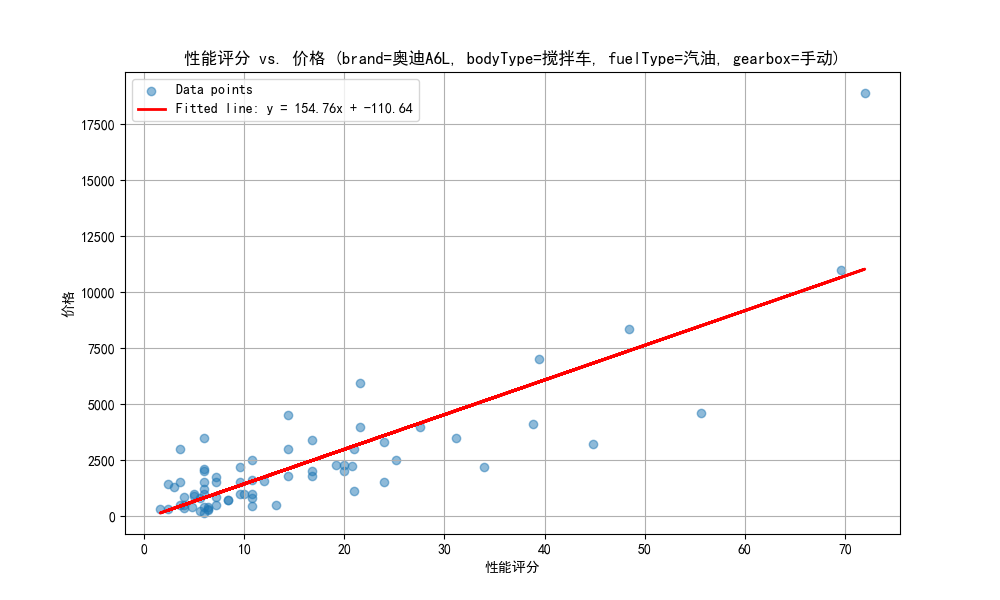 性能评分 vs. 价格 (brand=奥迪A6L, bodyType=搅拌车, fuelType=汽油, gearbox=手动)
Data points
Fitted line: y = 154.76x + -110.64
17500
15000
12500
10000
7500
5000
2500
0
价格
0 10 20 30 40 50 60 70
性能评分